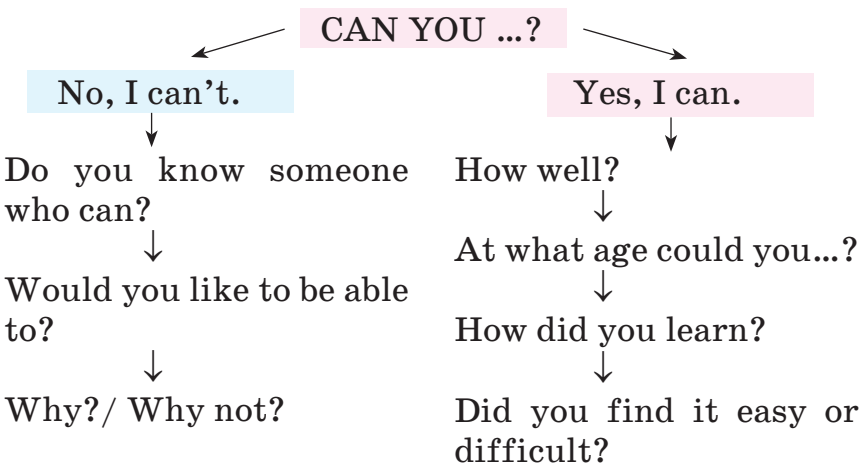 CAN YOU ...?
No, I can't.
Do you know someone
who can?
Would you like to be able
to?
Why?/ Why not?
Yes, I can.
How well?
At what age could you...?
How did you learn?
Did you find it easy or
difficult?